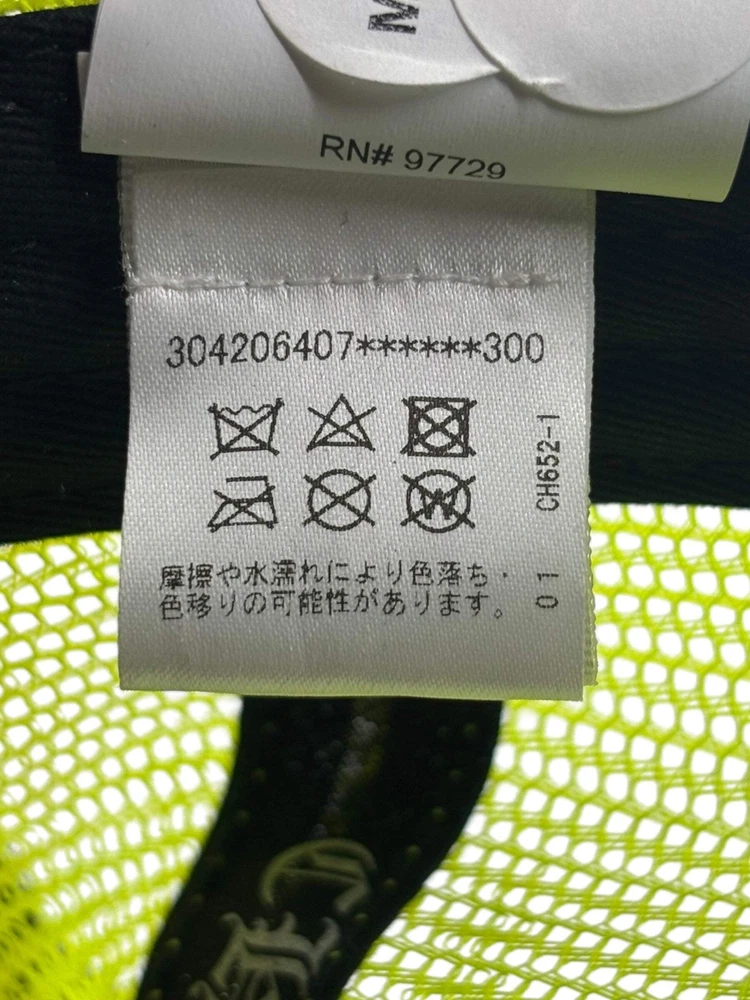 M
RN# 97729
304206407******300
W
CH652-1
01
摩擦や水濡れにより色落ち・
色移りの可能性があります。